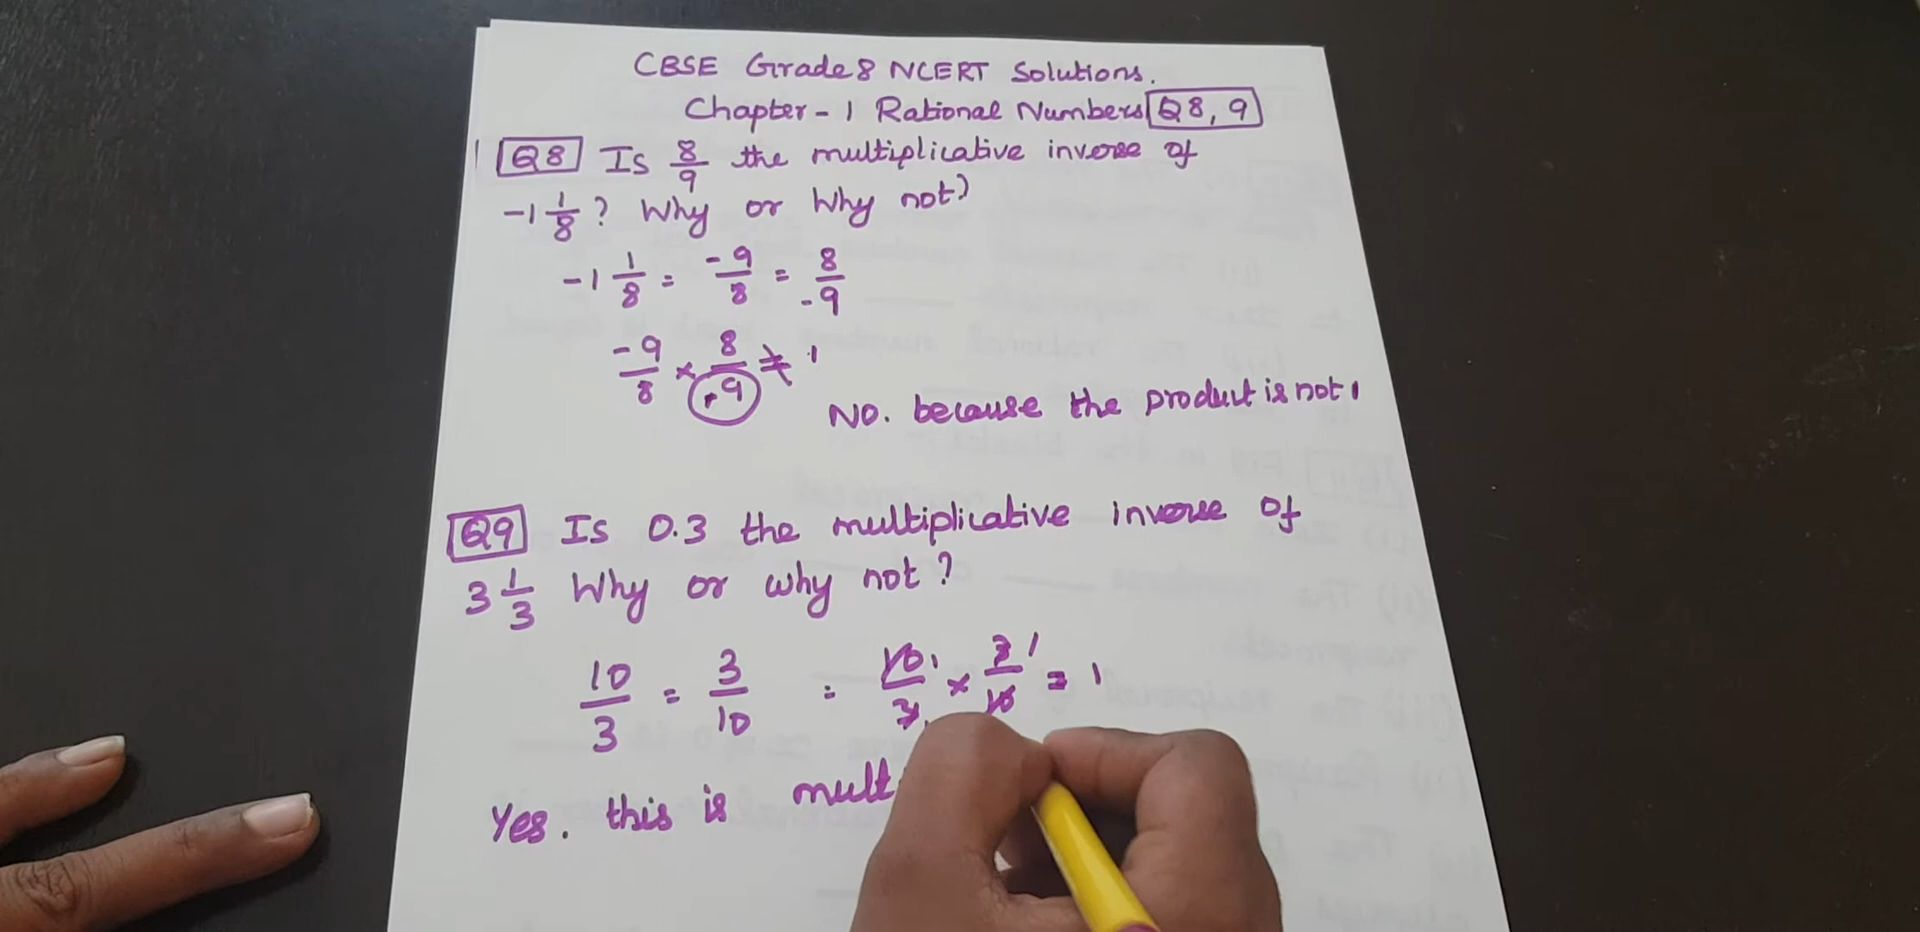 CBSE Grade 8 NCERT Solutions.
Chapter - 1 Rational Numbers Q8, 9
Q8 Is 8/9 the multiplicative inverse of
-1 1/8 ? Why or Why not?
-1 1/8 = -9/8 = 8/-9
-9/8 × 8/-9 ≠ 1
No. because the product is not 1
Q9 Is 0.3 the multiplicative inverse of
3 1/3 Why or why not?
10/3 = 3/10 = 10/3 × 3/10 = 1
Yes. this is mult